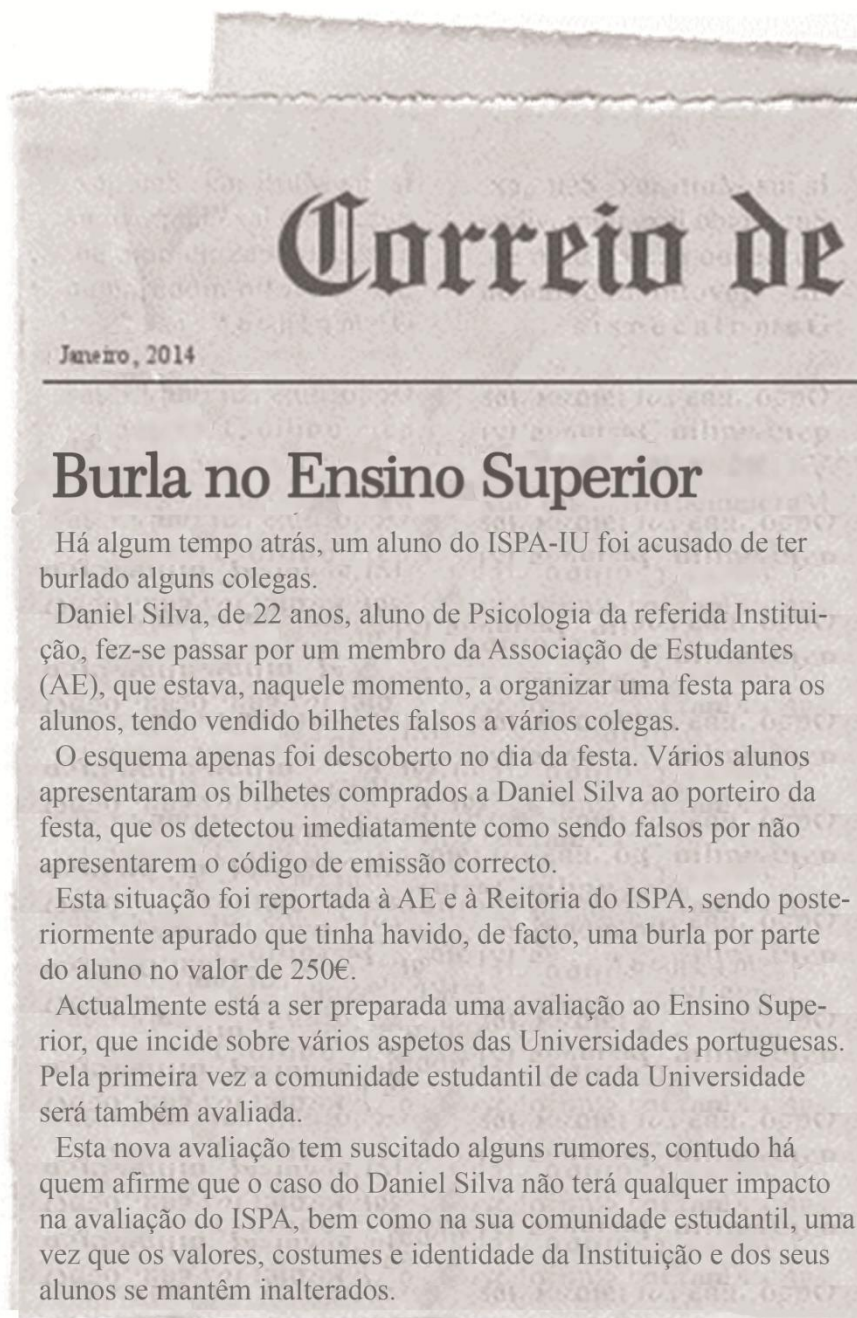 Correio de
Janeiro, 2014
Burla no Ensino Superior
Há algum tempo atrás, um aluno do ISPA-IU foi acusado de ter
burlado alguns colegas.
Daniel Silva, de 22 anos, aluno de Psicologia da referida Institui-
ção, fez-se passar por um membro da Associação de Estudantes
(AE), que estava, naquele momento, a organizar uma festa para os
alunos, tendo vendido bilhetes falsos a vários colegas.
O esquema apenas foi descoberto no dia da festa. Vários alunos
apresentaram os bilhetes comprados a Daniel Silva ao porteiro da
festa, que os detectou imediatamente como sendo falsos por não
apresentarem o código de emissão correcto.
Esta situação foi reportada à AE e à Reitoria do ISPA, sendo poste-
riormente apurado que tinha havido, de facto, uma burla por parte
do aluno no valor de 250€.
Actualmente está a ser preparada uma avaliação ao Ensino Supe-
rior, que incide sobre vários aspetos das Universidades portuguesas.
Pela primeira vez a comunidade estudantil de cada Universidade
será também avaliada.
Esta nova avaliação tem suscitado alguns rumores, contudo há
quem afirme que o caso do Daniel Silva não terá qualquer impacto
na avaliação do ISPA, bem como na sua comunidade estudantil, uma
vez que os valores, costumes e identidade da Instituição e dos seus
alunos se mantêm inalterados.